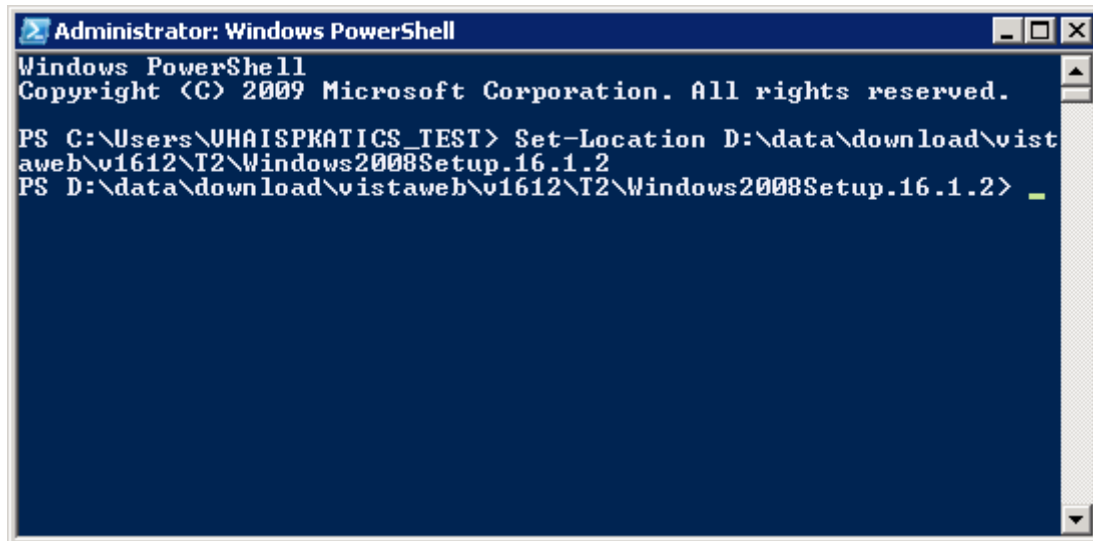 Administrator: Windows PowerShell
Windows PowerShell
Copyright (C) 2009 Microsoft Corporation. All rights reserved.
PS C:\Users\VHAISPKATICS_TEST> Set-Location D:\data\download\vist
aweb\v1612\T2\Windows2008Setup.16.1.2
PS D:\data\download\vistaweb\v1612\T2\Windows2008Setup.16.1.2> _